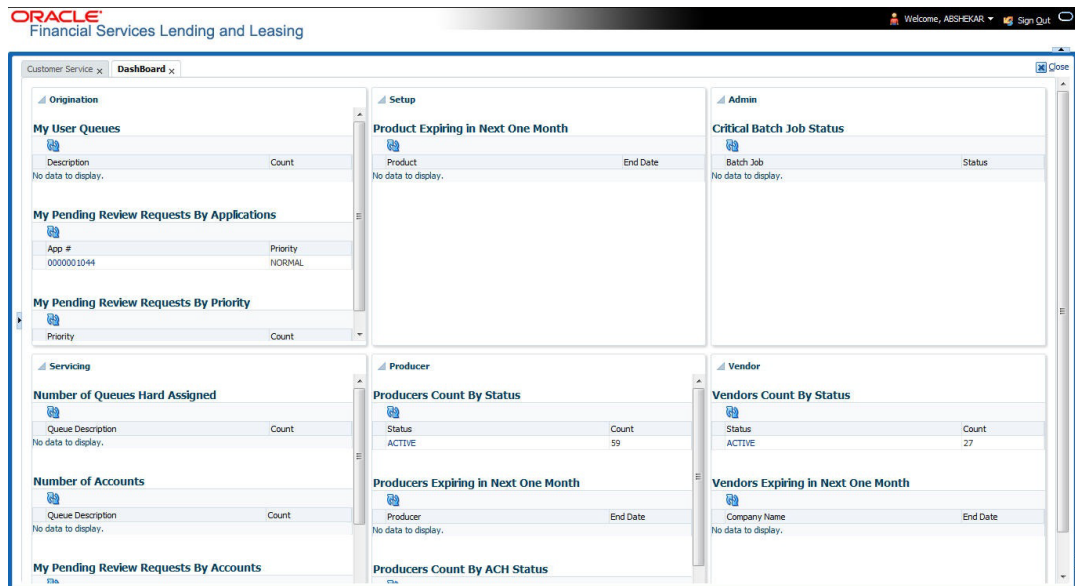 ORACLE
Financial Services Lending and Leasing
Welcome, ABSHEKAR
Sign Out
Customer Service
DashBoard
Close
Origination
My User Queues
Description Count
No data to display.
My Pending Review Requests By Applications
App # Priority
0000001044 NORMAL
My Pending Review Requests By Priority
Priority Count
Setup
Product Expiring in Next One Month
Product End Date
No data to display.
Admin
Critical Batch Job Status
Batch Job Status
No data to display.
Servicing
Number of Queues Hard Assigned
Queue Description Count
No data to display.
Number of Accounts
Queue Description Count
No data to display.
My Pending Review Requests By Accounts
Producer
Producers Count By Status
Status Count
ACTIVE 59
Producers Expiring in Next One Month
Producer End Date
No data to display.
Producers Count By ACH Status
Vendor
Vendors Count By Status
Status Count
ACTIVE 27
Vendors Expiring in Next One Month
Company Name End Date
No data to display.